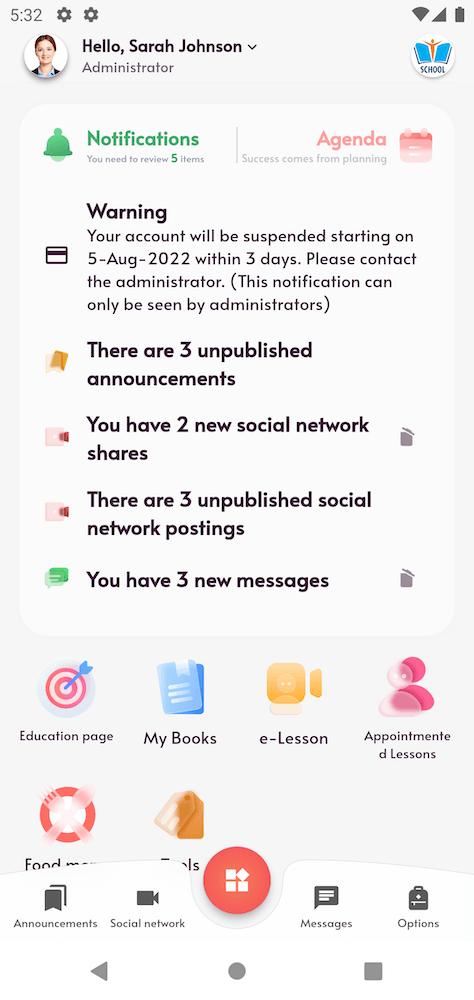 5:32
Hello, Sarah Johnson
Administrator
SCHOOL
Notifications
You need to review 5 items
Agenda
Success comes from planning
Warning
Your account will be suspended starting on
5-Aug-2022 within 3 days. Please contact
the administrator. (This notification can
only be seen by administrators)
There are 3 unpublished
announcements
You have 2 new social network
shares
There are 3 unpublished social
network postings
You have 3 new messages
Education page
My Books
e-Lesson
Appointmente
d Lessons
Food
Announcements
Social network
Messages
Options